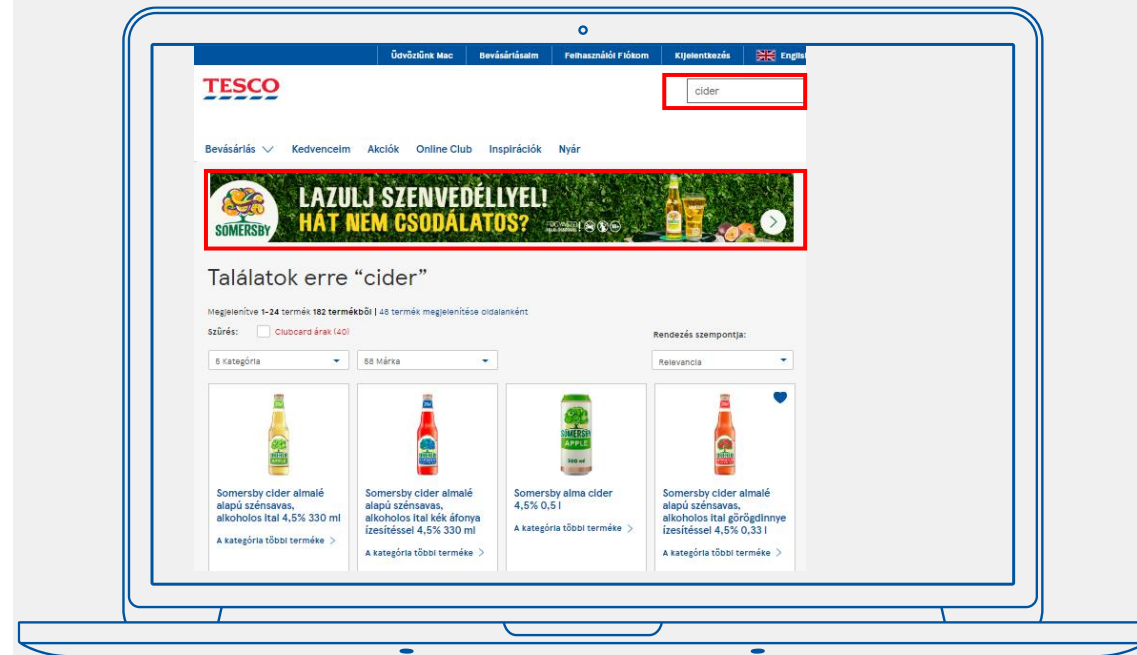 Üdvözlünk Mac Bevásárlásaim Felhasználói Fiókom Kijelentkezés English
TESCO
cider
Bevásárlás Kedvenceim Akciók Online Club Inspirációk Nyár
SOMERSBY
LAZULJ SZENVEDÉLLYEL!
HÁT NEM CSODÁLATOS?
Találatok erre “cider”
Megjelenítve 1-24 termék 182 termékből | 48 termék megjelenítése oldalanként
Szűrés: Clubcard árak (40)
Rendezés szempontja:
6 Kategória 58 Márka Relevancia
SOMERSBY
APPLE
500 ml
Somersby cider almalé
alapú szénsavas,
alkoholos ital 4,5% 330 ml
A kategória többi terméke >
Somersby cider almalé
alapú szénsavas,
alkoholos ital kék áfonya
ízesítéssel 4,5% 330 ml
A kategória többi terméke >
Somersby alma cider
4,5% 0,5 l
A kategória többi terméke >
Somersby cider almalé
alapú szénsavas,
alkoholos ital görögdinnye
ízesítéssel 4,5% 0,33 l
A kategória többi terméke >